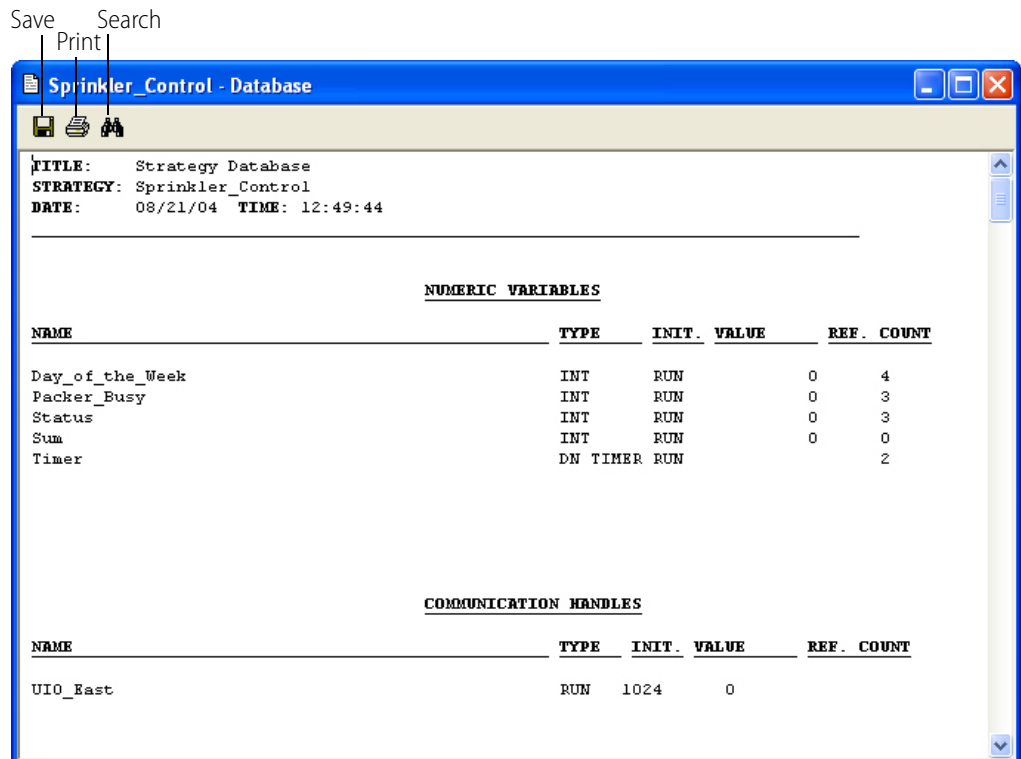 Save Search
Print
Sprinkler_Control - Database
TITLE: Strategy Database
STRATEGY: Sprinkler_Control
DATE: 08/21/04 TIME: 12:49:44
NUMERIC VARIABLES
NAME TYPE INIT. VALUE REF. COUNT
Day_of_the_Week INT RUN 0 4
Packer_Busy INT RUN 0 3
Status INT RUN 0 3
Sum INT RUN 0 0
Timer DN TIMER RUN 2
COMMUNICATION HANDLES
NAME TYPE INIT. VALUE REF. COUNT
UIO_East RUN 1024 0